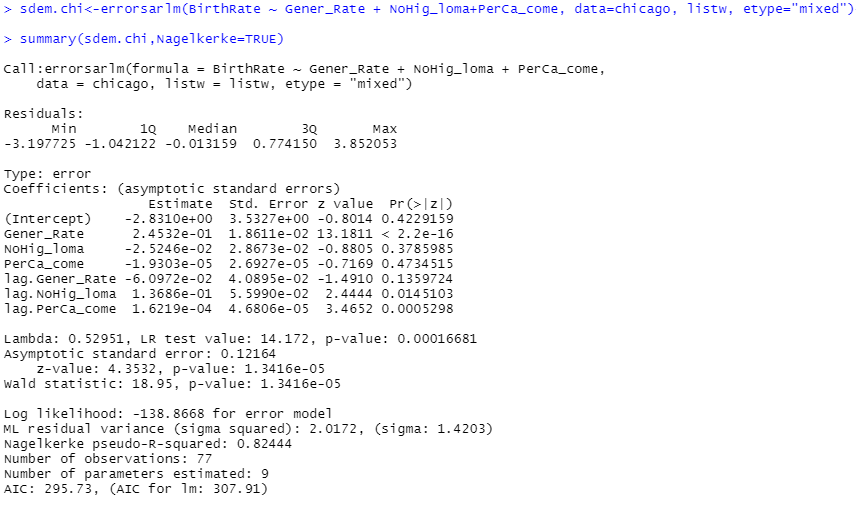 > sdem.chi<-errorsarlm(BirthRate ~ Gener_Rate + NoHig_loma+PerCa_come, data=chicago, listw, etype="mixed")
> summary(sdem.chi,Nagelkerke=TRUE)
Call:errorsarlm(formula = BirthRate ~ Gener_Rate + NoHig_loma + PerCa_come,
    data = chicago, listw = listw, etype = "mixed")
Residuals:
      Min        1Q    Median        3Q       Max
-3.197725 -1.042122 -0.013159  0.774150  3.852053
Type: error
Coefficients: (asymptotic standard errors)
                  Estimate  Std. Error z value  Pr(>|z|)
(Intercept)    -2.8310e+00  3.5327e+00 -0.8014 0.4229159
Gener_Rate      2.4532e-01  1.8611e-02 13.1811 < 2.2e-16
NoHig_loma     -2.5246e-02  2.8673e-02 -0.8805 0.3785985
PerCa_come     -1.9303e-05  2.6927e-05 -0.7169 0.4734515
lag.Gener_Rate -6.0972e-02  4.0895e-02 -1.4910 0.1359724
lag.NoHig_loma  1.3686e-01  5.5990e-02  2.4444 0.0145103
lag.PerCa_come  1.6219e-04  4.6806e-05  3.4652 0.0005298
Lambda: 0.52951, LR test value: 14.172, p-value: 0.00016681
Asymptotic standard error: 0.12164
    z-value: 4.3532, p-value: 1.3416e-05
Wald statistic: 18.95, p-value: 1.3416e-05
Log likelihood: -138.8668 for error model
ML residual variance (sigma squared): 2.0172, (sigma: 1.4203)
Nagelkerke pseudo-R-squared: 0.82444
Number of observations: 77
Number of parameters estimated: 9
AIC: 295.73, (AIC for lm: 307.91)